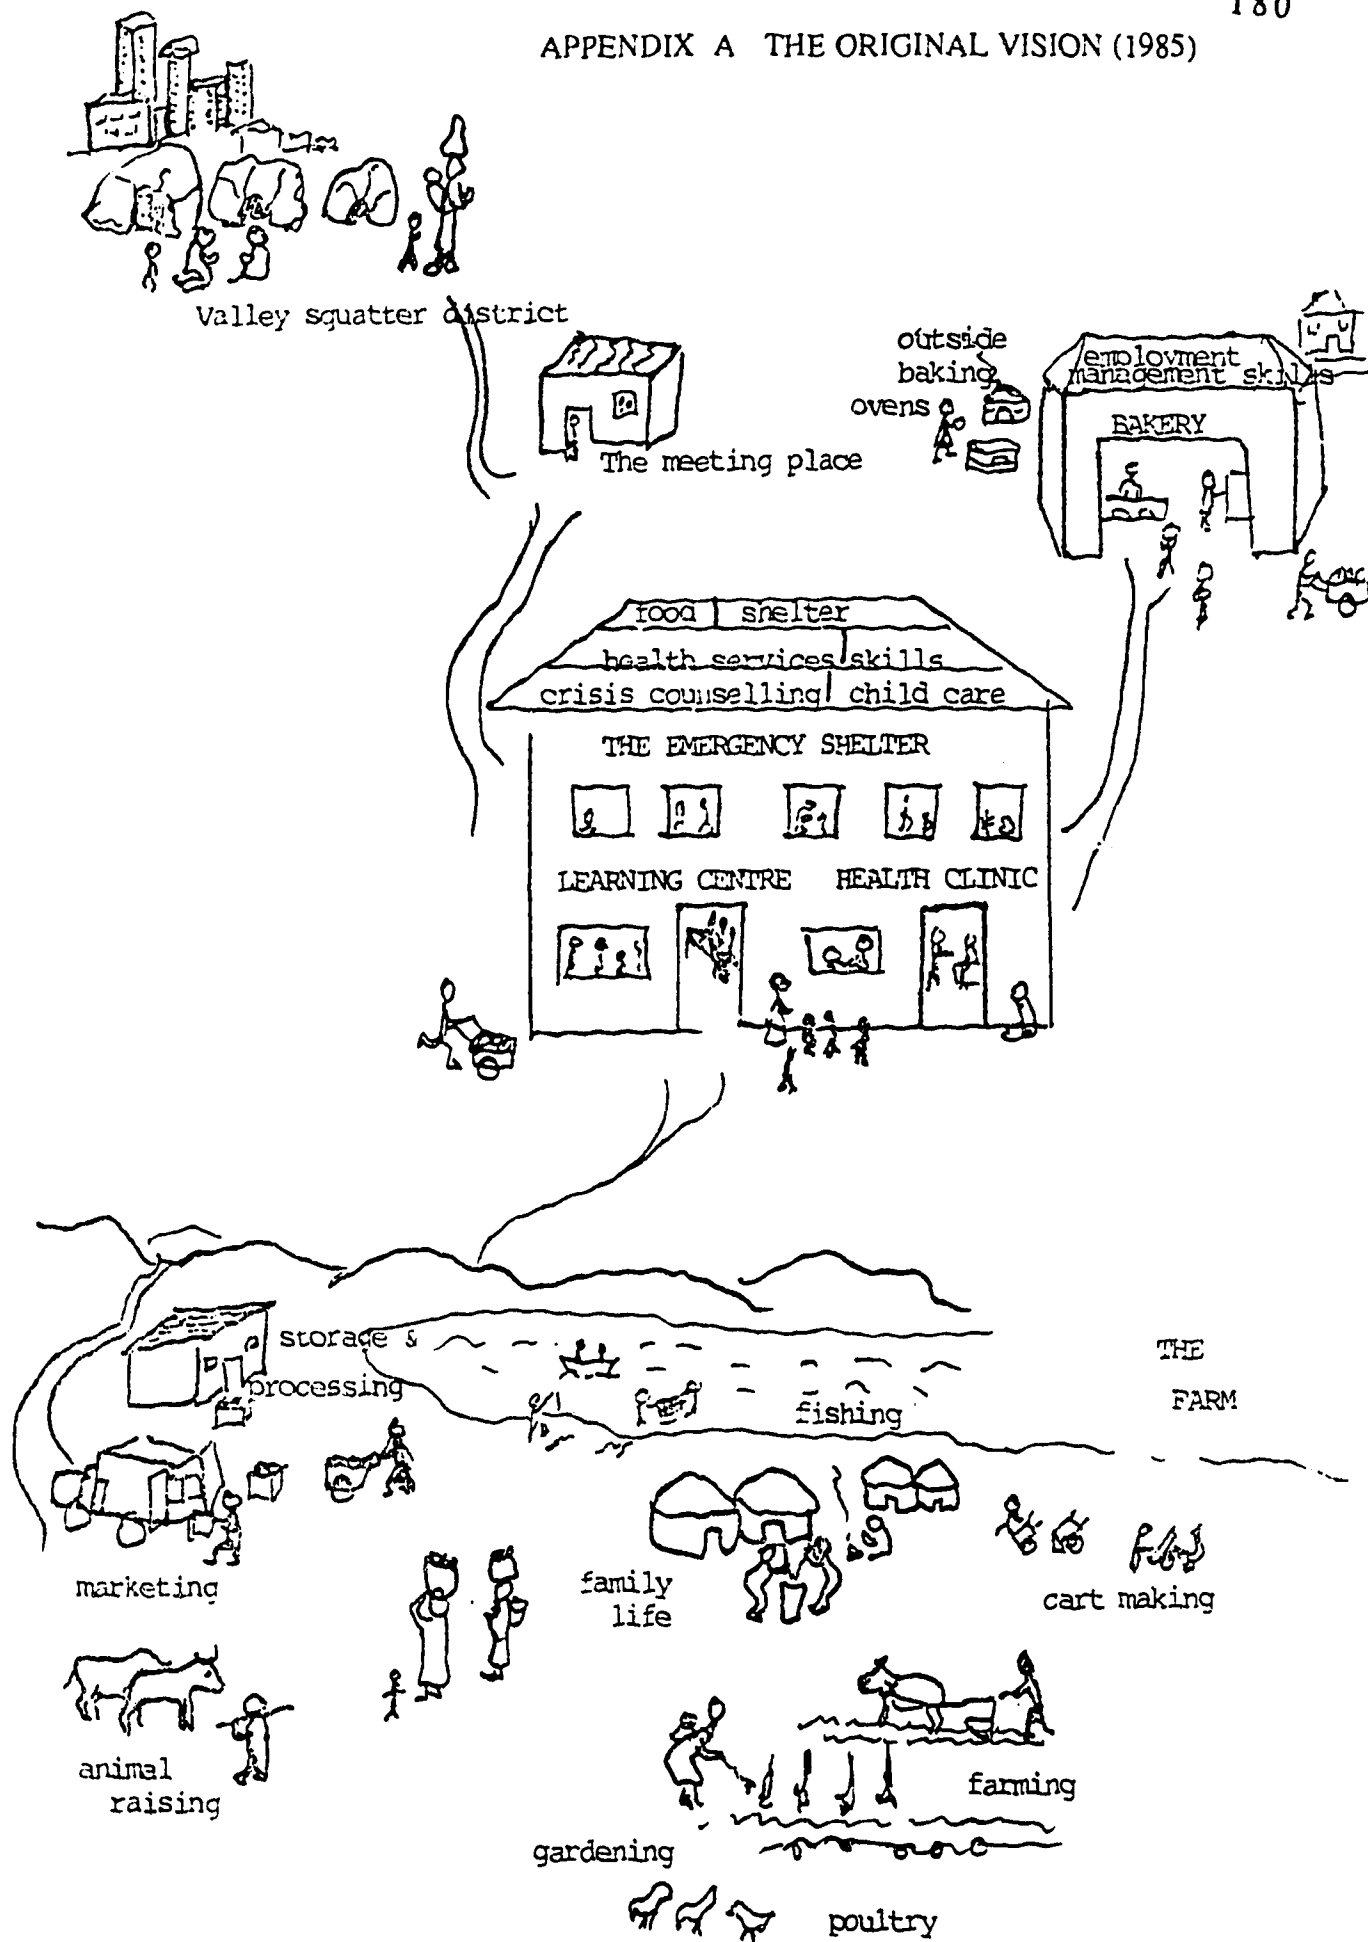 180
APPENDIX A THE ORIGINAL VISION (1985)
Valley squatter district
outside
baking
ovens
employment
management skills
BAKERY
The meeting place
food shelter
health services skills
crisis counselling child care
THE EMERGENCY SHELTER
LEARNING CENTRE HEALTH CLINIC
storage &
processing
fishing
THE
FARM
marketing
family
life
cart making
animal
raising
farming
gardening
poultry